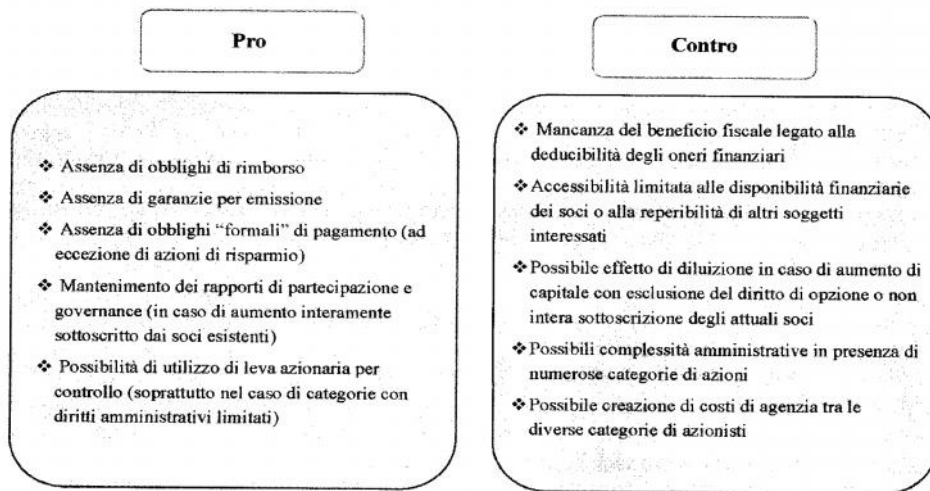 Pro
❖ Assenza di obblighi di rimborso
❖ Assenza di garanzie per emissione
❖ Assenza di obblighi "formali" di pagamento (ad
eccezione di azioni di risparmio)
❖ Mantenimento dei rapporti di partecipazione e
governance (in caso di aumento interamente
sottoscritto dai soci esistenti)
❖ Possibilità di utilizzo di leva azionaria per
controllo (soprattutto nel caso di categorie con
diritti amministrativi limitati)
Contro
❖ Mancanza del beneficio fiscale legato alla
deducibilità degli oneri finanziari
❖ Accessibilità limitata alle disponibilità finanziarie
dei soci o alla reperibilità di altri soggetti
interessati
❖ Possibile effetto di diluizione in caso di aumento di
capitale con esclusione del diritto di opzione o non
intera sottoscrizione degli attuali soci
❖ Possibili complessità amministrative in presenza di
numerose categorie di azioni
❖ Possibile creazione di costi di agenzia tra le
diverse categorie di azionisti